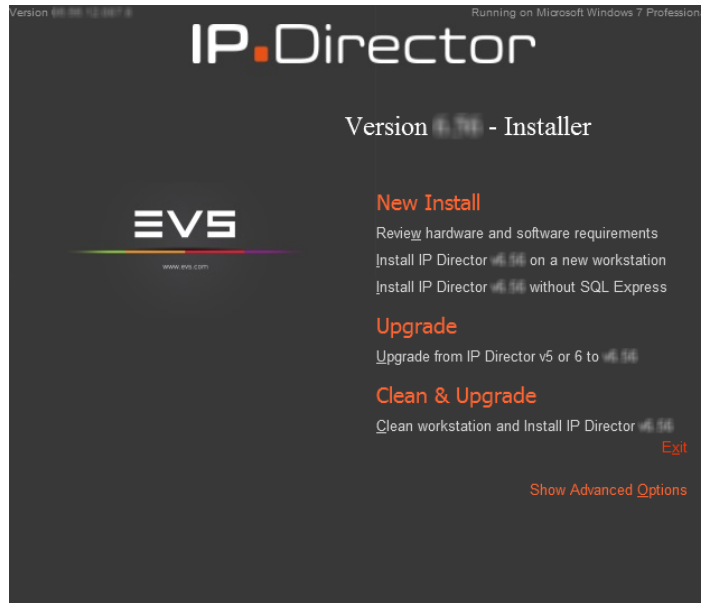 Version
Running on Microsoft Windows 7 Profession
IP.Director
Version - Installer
EVS
www.evs.com
New Install
Review hardware and software requirements
Install IP Director on a new workstation
Install IP Director without SQL Express
Upgrade
Upgrade from IP Director v5 or 6 to
Clean & Upgrade
Clean workstation and Install IP Director
Exit
Show Advanced Options